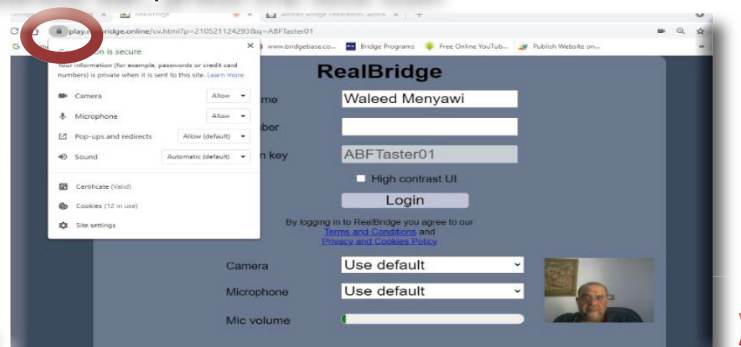 RealBridge
play.realbridge.online/cv.html?p=210521124293&q=ABFTaster01
www.bridgebase.co...
Bridge Programs
Free Online YouTub...
Publish Website on...
is secure
Your information (for example, passwords or credit card
numbers) is private when it is sent to this site. Learn more
Camera Allow
Microphone Allow
Pop-ups and redirects Allow (default)
Sound Automatic (default)
Certificate (Valid)
Cookies (12 in use)
Site settings
RealBridge
Waleed Menyawi
key ABFTaster01
High contrast UI
Login
By logging in to RealBridge you agree to our
Terms and Conditions and
Privacy and Cookies Policy
Camera Use default
Microphone Use default
Mic volume